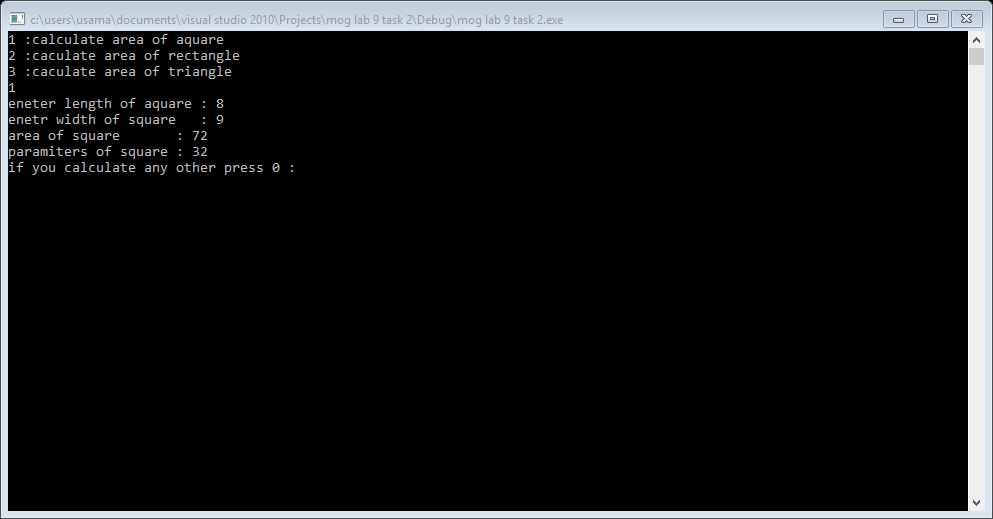 c:\users\usama\documents\visual studio 2010\Projects\mog lab 9 task 2\Debug\mog lab 9 task 2.exe
1 :calculate area of aquare
2 :caculate area of rectangle
3 :caculate area of triangle
1
eneter length of aquare : 8
enetr width of square   : 9
area of square       : 72
paramiters of square : 32
if you calculate any other press 0 :